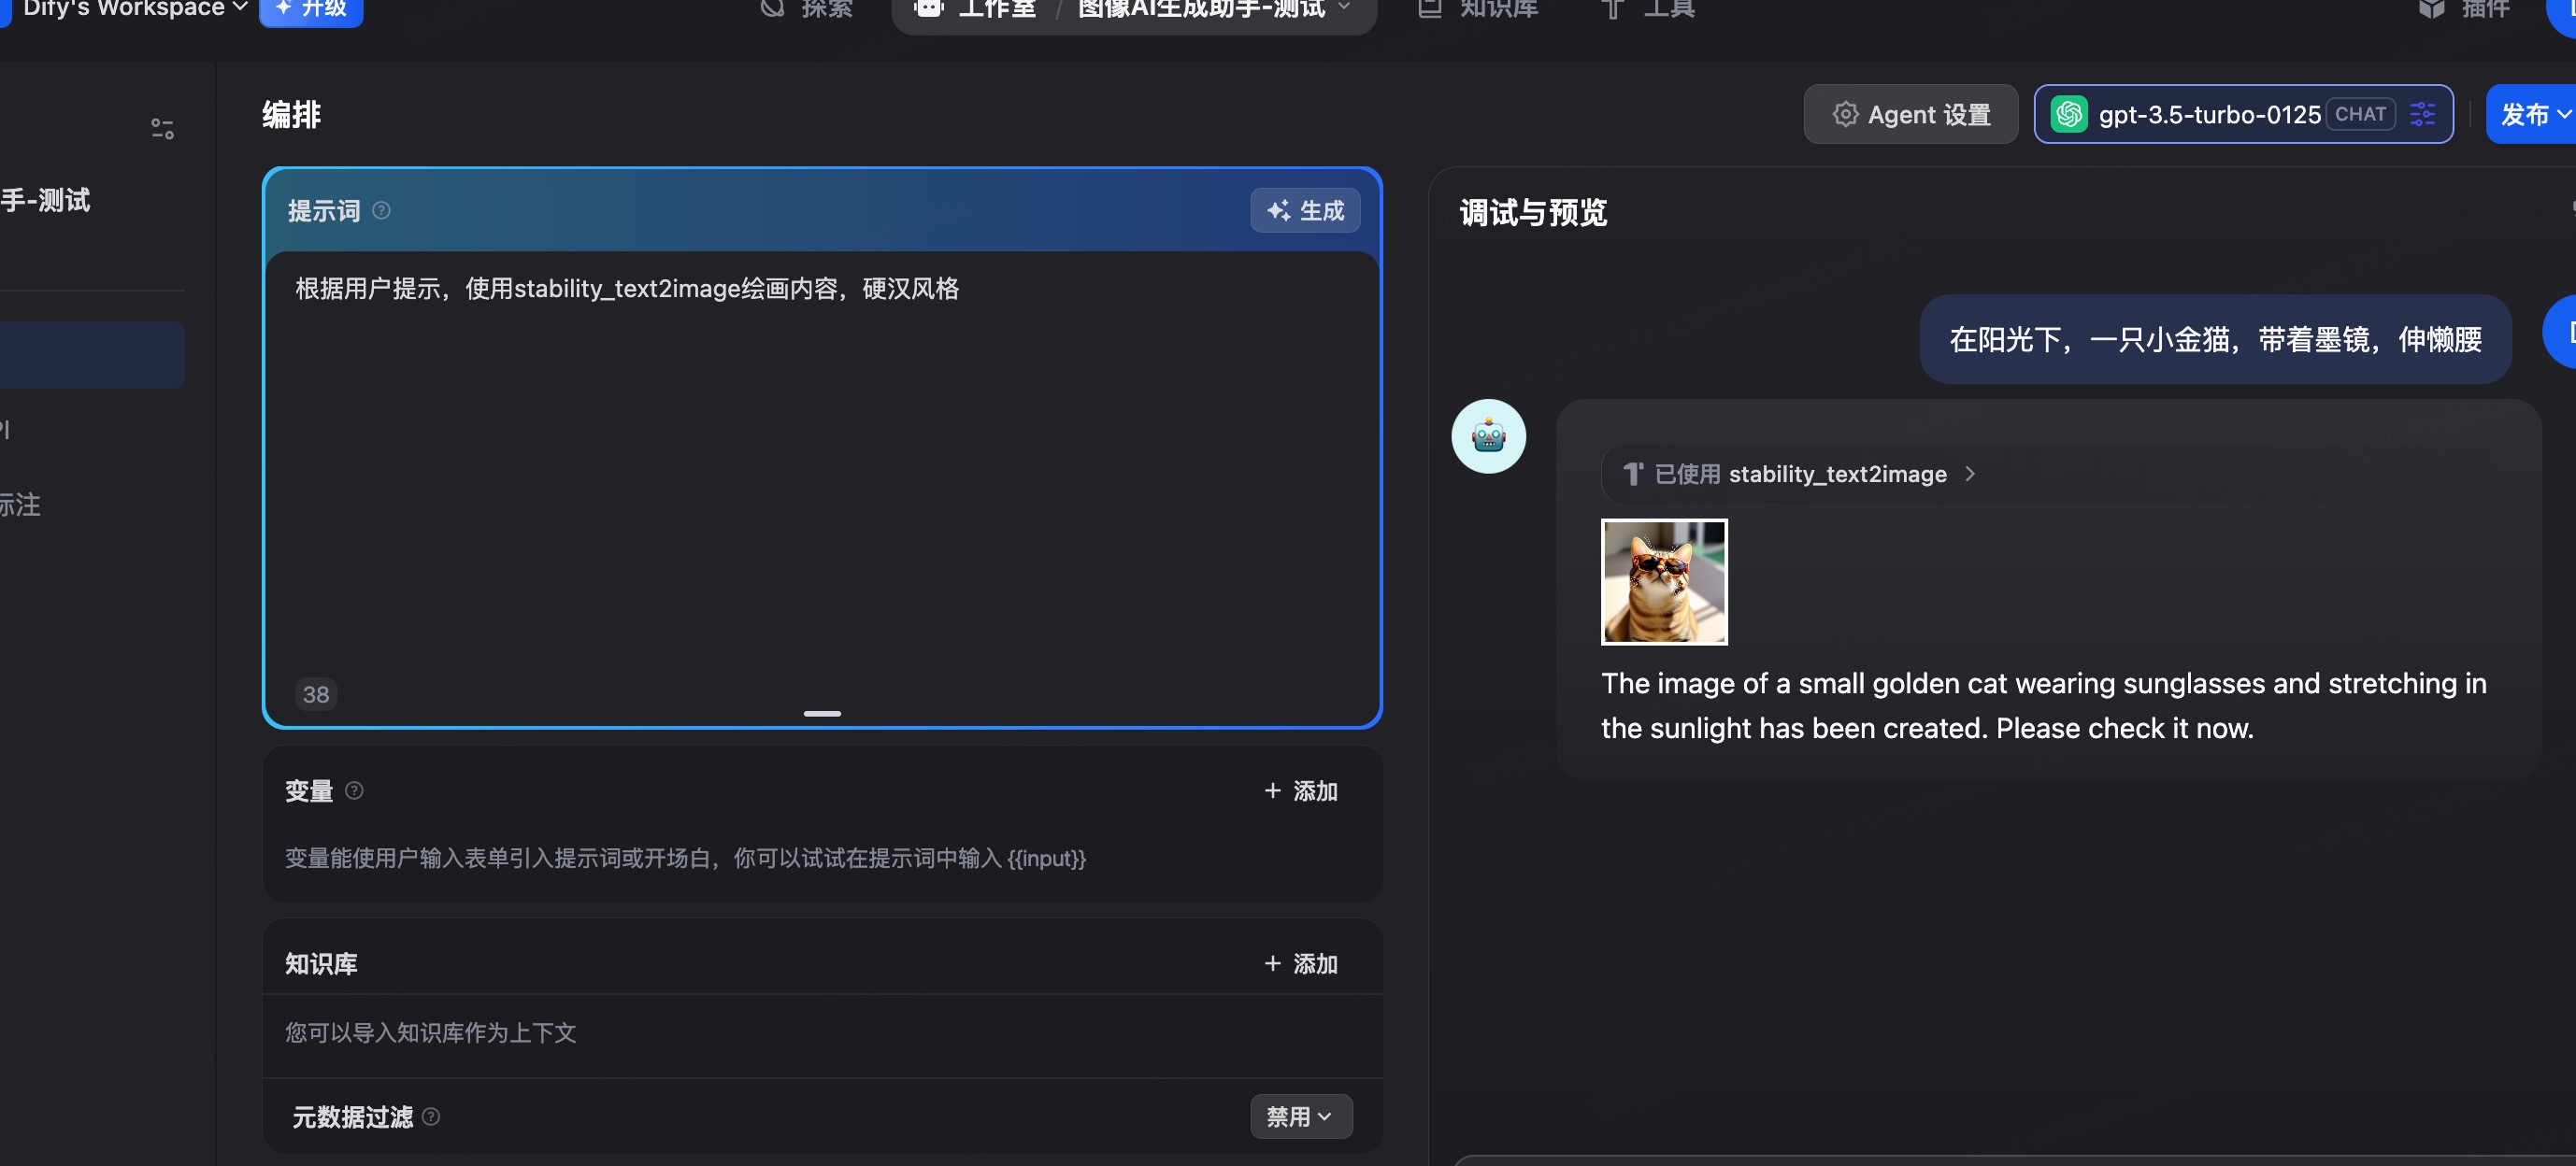 Dify's Workspace
升级
探索
工作室 / 图像AI生成助手-测试
知识库
工具
插件
手-测试
标注
编排
Agent 设置
gpt-3.5-turbo-0125 CHAT
发布
提示词
生成
根据用户提示，使用stability_text2image绘画内容，硬汉风格
38
变量
+ 添加
变量能使用户输入表单引入提示词或开场白，你可以试试在提示词中输入 {{input}}
知识库
+ 添加
您可以导入知识库作为上下文
元数据过滤
禁用
调试与预览
在阳光下，一只小金猫，带着墨镜，伸懒腰
已使用 stability_text2image
The image of a small golden cat wearing sunglasses and stretching in
the sunlight has been created. Please check it now.